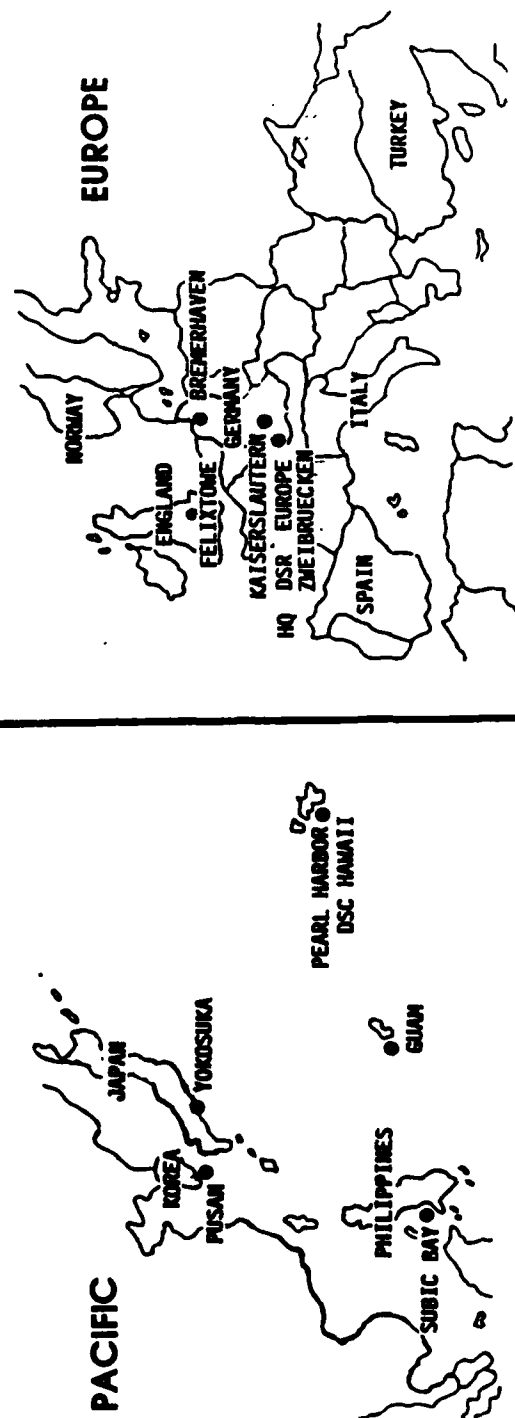 PACIFIC
KOREA
PUSAN
JAPAN
YOKOSUKA
PHILIPPINES
SUBIC BAY
GUAM
PEARL HARBOR
DSC HAWAII
EUROPE
NORWAY
ENGLAND
FELIXTOWE
BREMERHAVEN
GERMANY
KAISERSLAUTERN
HQ DSR EUROPE
ZWEIBRUECKEN
SPAIN
ITALY
TURKEY